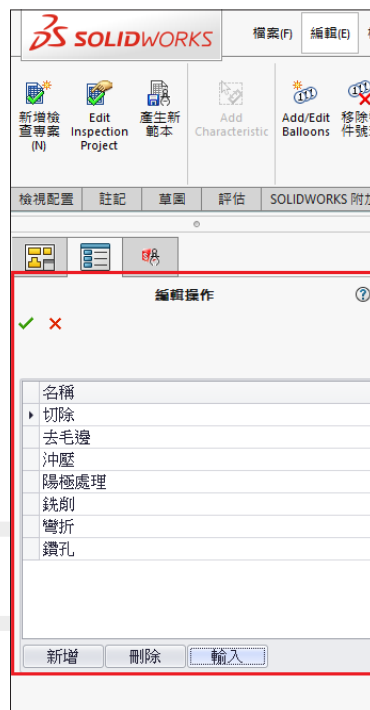 SOLIDWORKS
檔案(F) 編輯(E)
新增檢查專案(N)
Edit Inspection Project
產生新範本
Add Characteristic
Add/Edit Balloons
移除
件號
檢視配置 註記 草圖 評估 SOLIDWORKS 附加
編輯操作
名稱
切除
去毛邊
沖壓
陽極處理
銑削
彎折
鑽孔
新增 刪除 輸入